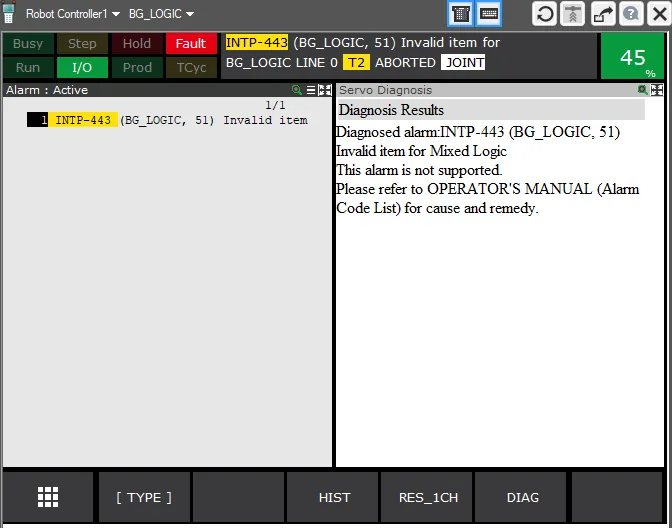 Robot Controller1 BG_LOGIC
Busy Step Hold Fault
Run I/O Prod TCyc
INTP-443 (BG_LOGIC, 51) Invalid item for
BG_LOGIC LINE 0 T2 ABORTED JOINT
45 %
Alarm : Active
1/1
1 INTP-443 (BG_LOGIC, 51) Invalid item
Servo Diagnosis
Diagnosis Results
Diagnosed alarm:INTP-443 (BG_LOGIC, 51)
Invalid item for Mixed Logic
This alarm is not supported.
Please refer to OPERATOR'S MANUAL (Alarm
Code List) for cause and remedy.
[ TYPE ] HIST RES_1CH DIAG